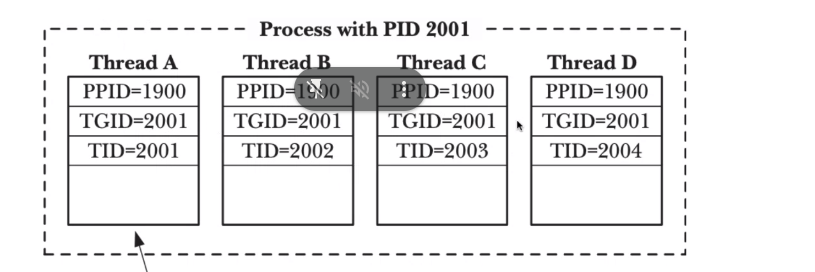 Process with PID 2001
Thread A Thread B Thread C Thread D
PPID=1900 PPID=1900 PPID=1900 PPID=1900
TGID=2001 TGID=2001 TGID=2001 TGID=2001
TID=2001 TID=2002 TID=2003 TID=2004